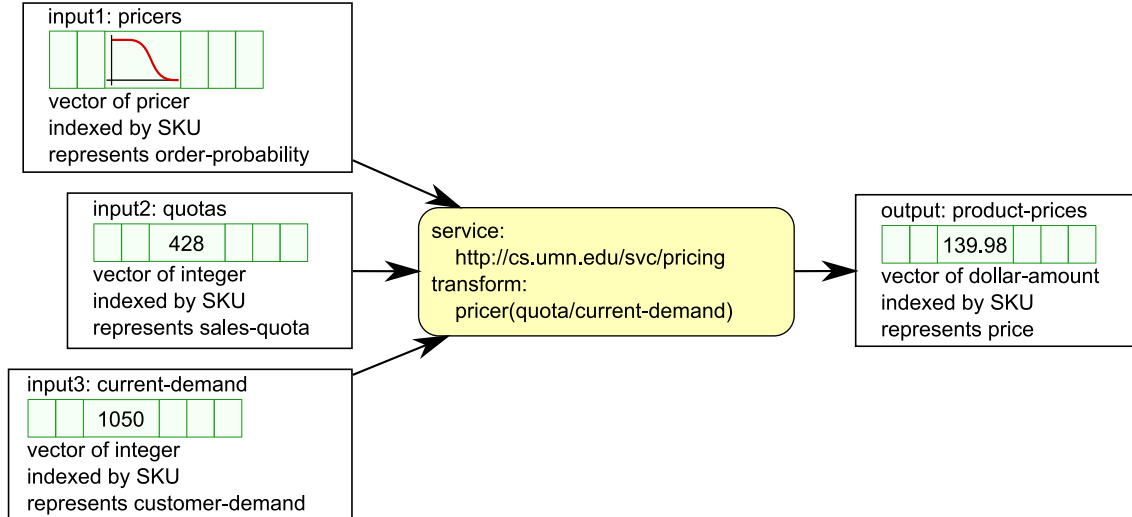 input1: pricers
vector of pricer
indexed by SKU
represents order-probability
input2: quotas
428
vector of integer
indexed by SKU
represents sales-quota
input3: current-demand
1050
vector of integer
indexed by SKU
represents customer-demand
service:
http://cs.umn.edu/svc/pricing
transform:
pricer(quota/current-demand)
output: product-prices
139.98
vector of dollar-amount
indexed by SKU
represents price